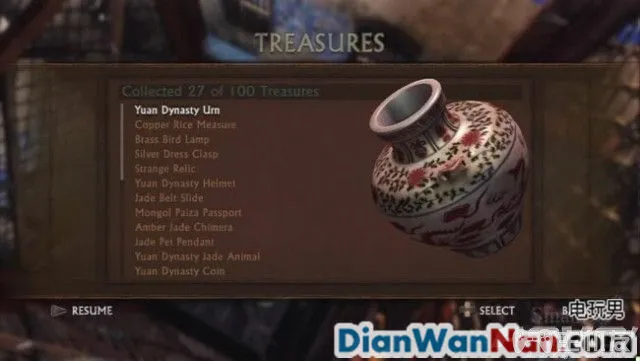 TREASURES
Collected 27 of 100 Treasures
Yuan Dynasty Urn
Copper Rice Measure
Brass Bird Lamp
Silver Dress Clasp
Strange Relic
Yuan Dynasty Helmet
Jade Belt Slide
Mongol Paiza Passport
Amber Jade Chimera
Jade Pei Pendant
Yuan Dynasty Jade Animal
Yuan Dynasty Coin
RESUME
SELECT
电玩男
DianWanNan.com